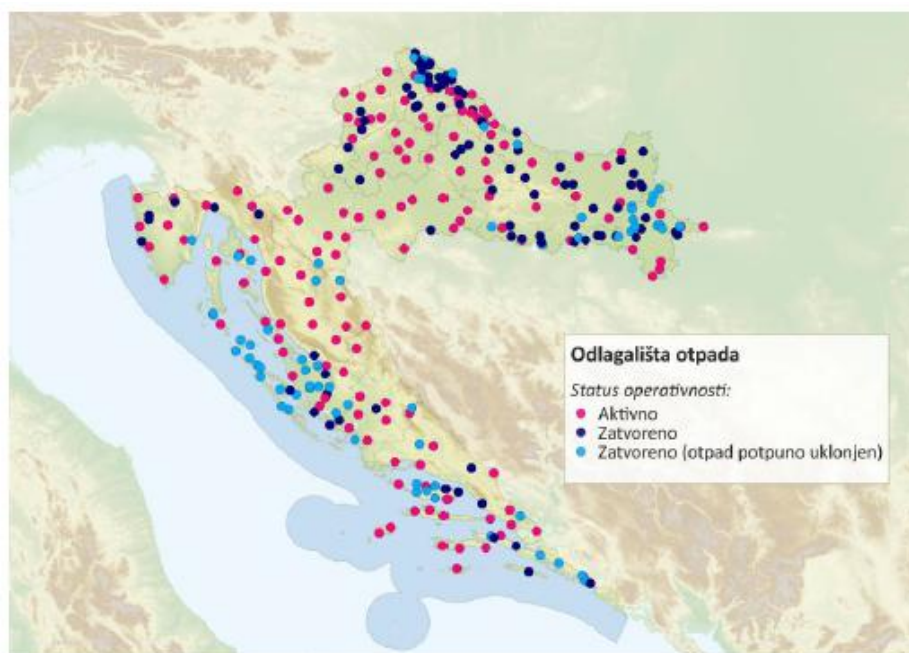 Odlagališta otpada
Status operativnosti:
Aktivno
Zatvoreno
Zatvoreno (otpad potpuno uklonjen)